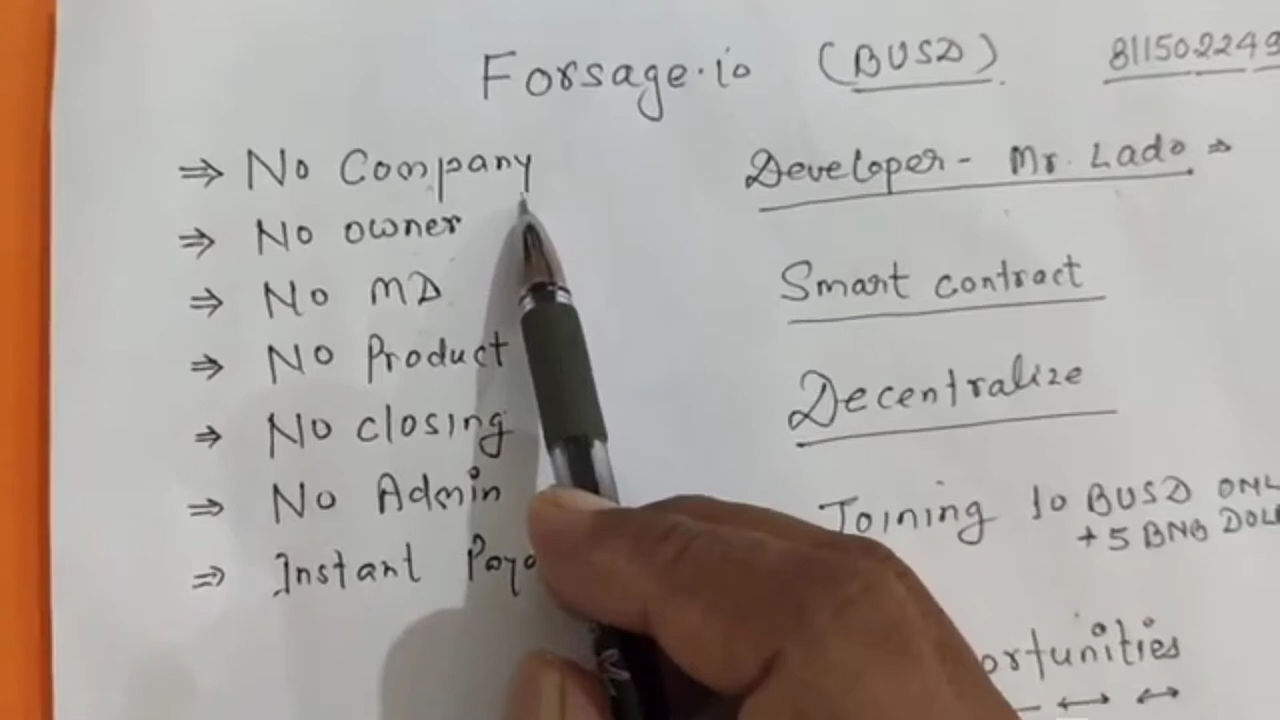 Forsage.io (BUSD) 811502249
⇒ No Company
⇒ No owner
⇒ No MD
⇒ No Product
⇒ No closing
⇒ No Admin
⇒ Instant
Developer - Mr. Lado ⇒
Smart contract
Decentralize
Joining 10 BUSD
+ 5 BNB